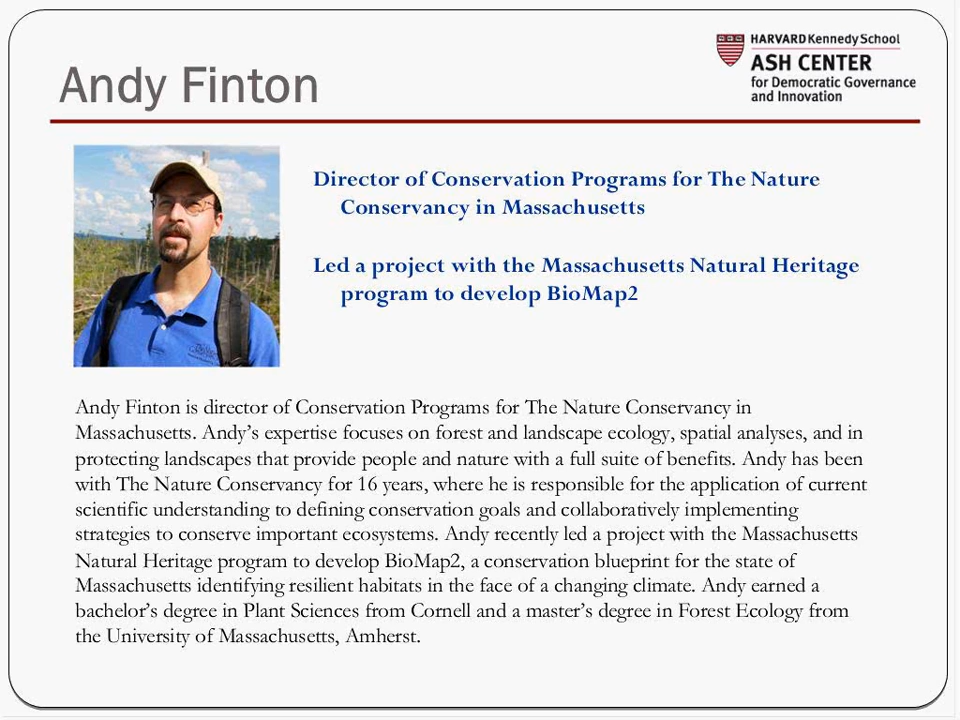 Andy Finton
HARVARD Kennedy School
ASH CENTER
for Democratic Governance
and Innovation
Director of Conservation Programs for The Nature
Conservancy in Massachusetts
Led a project with the Massachusetts Natural Heritage
program to develop BioMap2
Andy Finton is director of Conservation Programs for The Nature Conservancy in
Massachusetts. Andy’s expertise focuses on forest and landscape ecology, spatial analyses, and in
protecting landscapes that provide people and nature with a full suite of benefits. Andy has been
with The Nature Conservancy for 16 years, where he is responsible for the application of current
scientific understanding to defining conservation goals and collaboratively implementing
strategies to conserve important ecosystems. Andy recently led a project with the Massachusetts
Natural Heritage program to develop BioMap2, a conservation blueprint for the state of
Massachusetts identifying resilient habitats in the face of a changing climate. Andy earned a
bachelor’s degree in Plant Sciences from Cornell and a master’s degree in Forest Ecology from
the University of Massachusetts, Amherst.